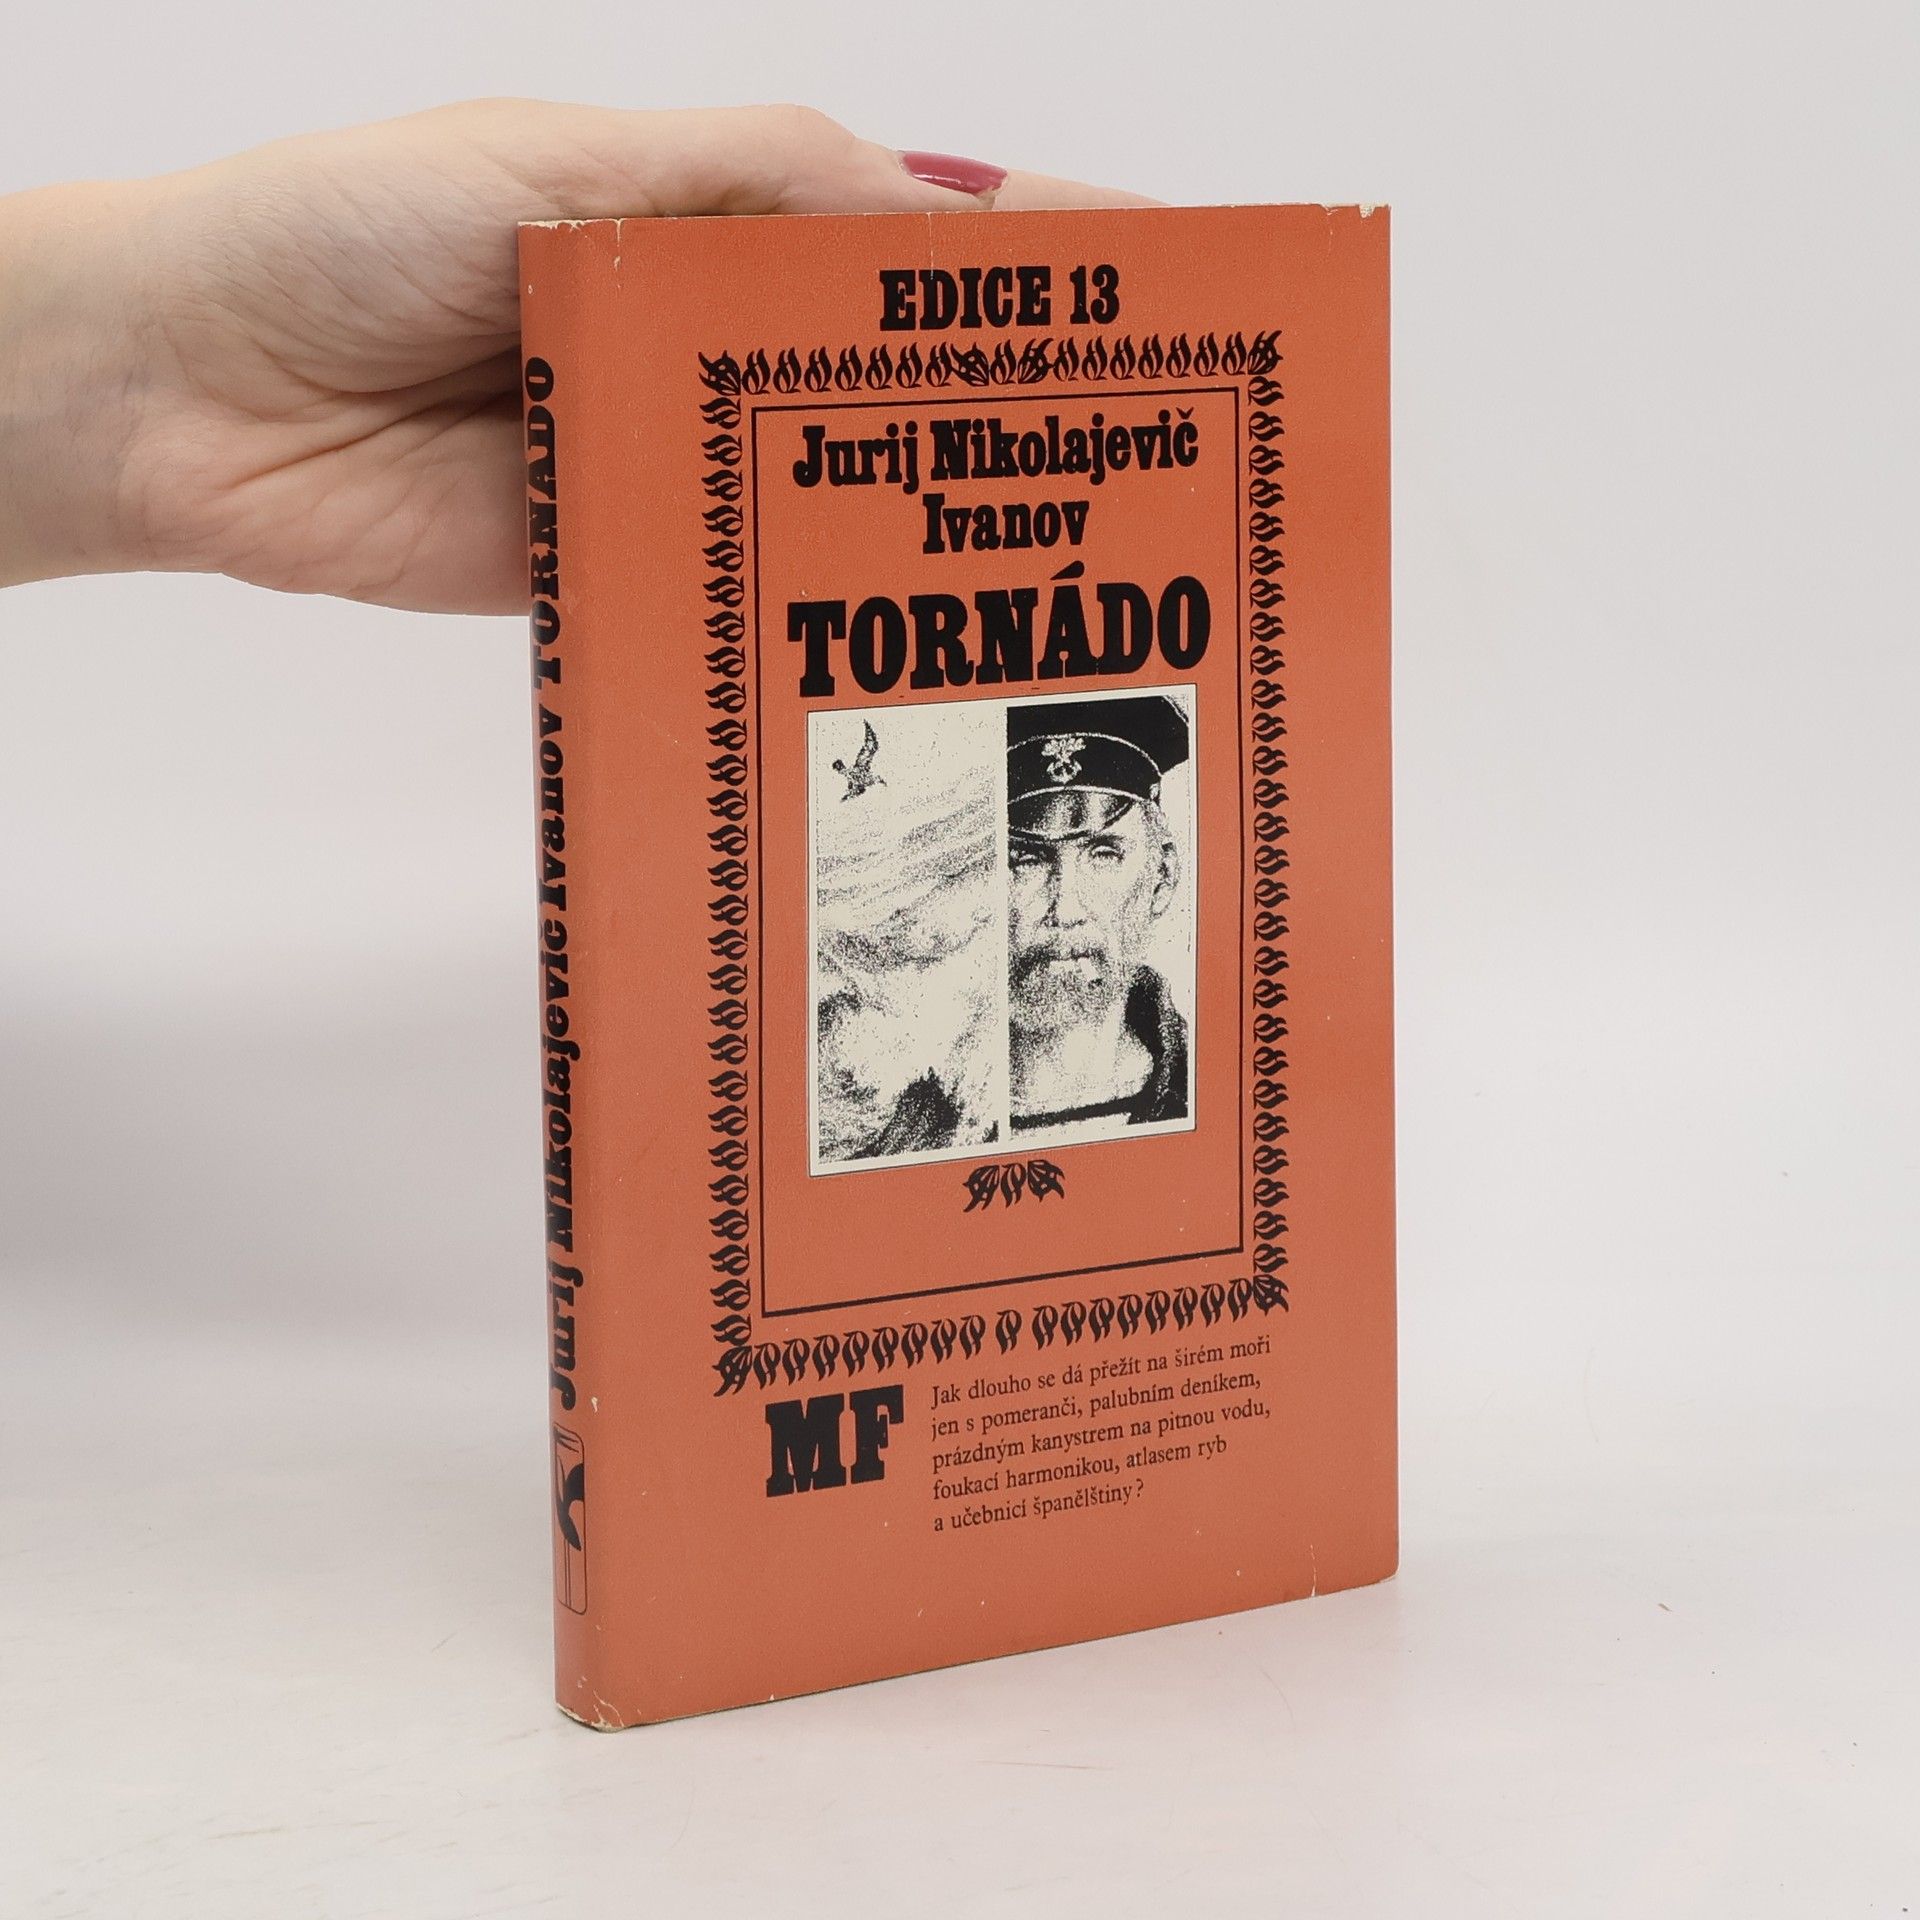 EDICE 13
Jurij Nikolajevič
Ivanov
TORNÁDO
MF
Jak dlouho se dá přežít na širém moři
jen s pomeranči, palubním deníkem,
prázdným kanystrem na pitnou vodu,
foukací harmonikou, atlasem ryb
a učebnicí španělštiny?
Jurij Nikolajevič Ivanov TORNÁDO